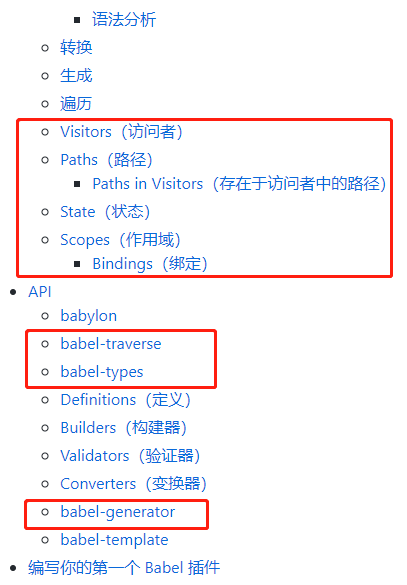 语法分析
转换
生成
遍历
Visitors（访问者）
Paths（路径）
Paths in Visitors（存在于访问者中的路径）
State（状态）
Scopes（作用域）
Bindings（绑定）
API
babylon
babel-traverse
babel-types
Definitions（定义）
Builders（构建器）
Validators（验证器）
Converters（变换器）
babel-generator
babel-template
编写你的第一个 Babel 插件